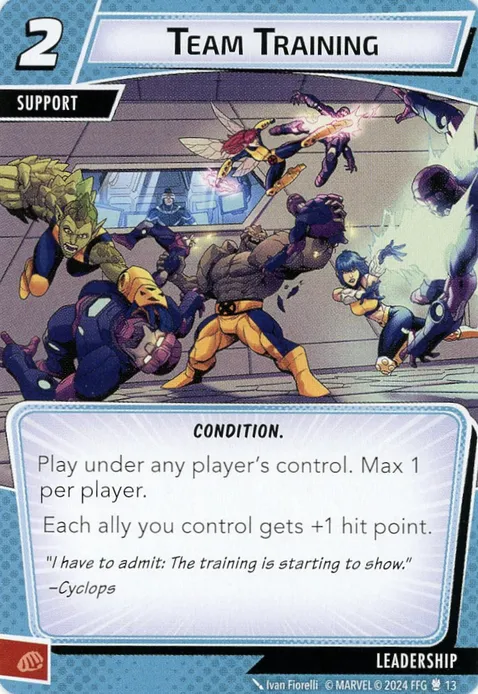 2
TEAM TRAINING
SUPPORT
CONDITION.
Play under any player's control. Max 1
per player.
Each ally you control gets +1 hit point.
"I have to admit: The training is starting to show."
–Cyclops
LEADERSHIP
Ivan Fiorelli © MARVEL © 2024 FFG 13